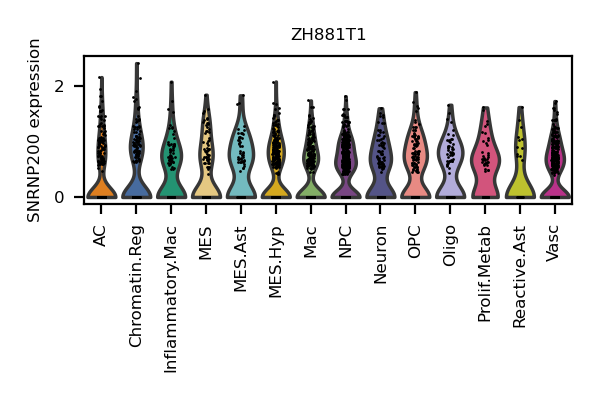 ZH881T1
SNRNP200 expression
2
0
AC
Chromatin.Reg
Inflammatory.Mac
MES
MES.Ast
MES.Hyp
Mac
NPC
Neuron
OPC
Oligo
Prolif.Metab
Reactive.Ast
Vasc